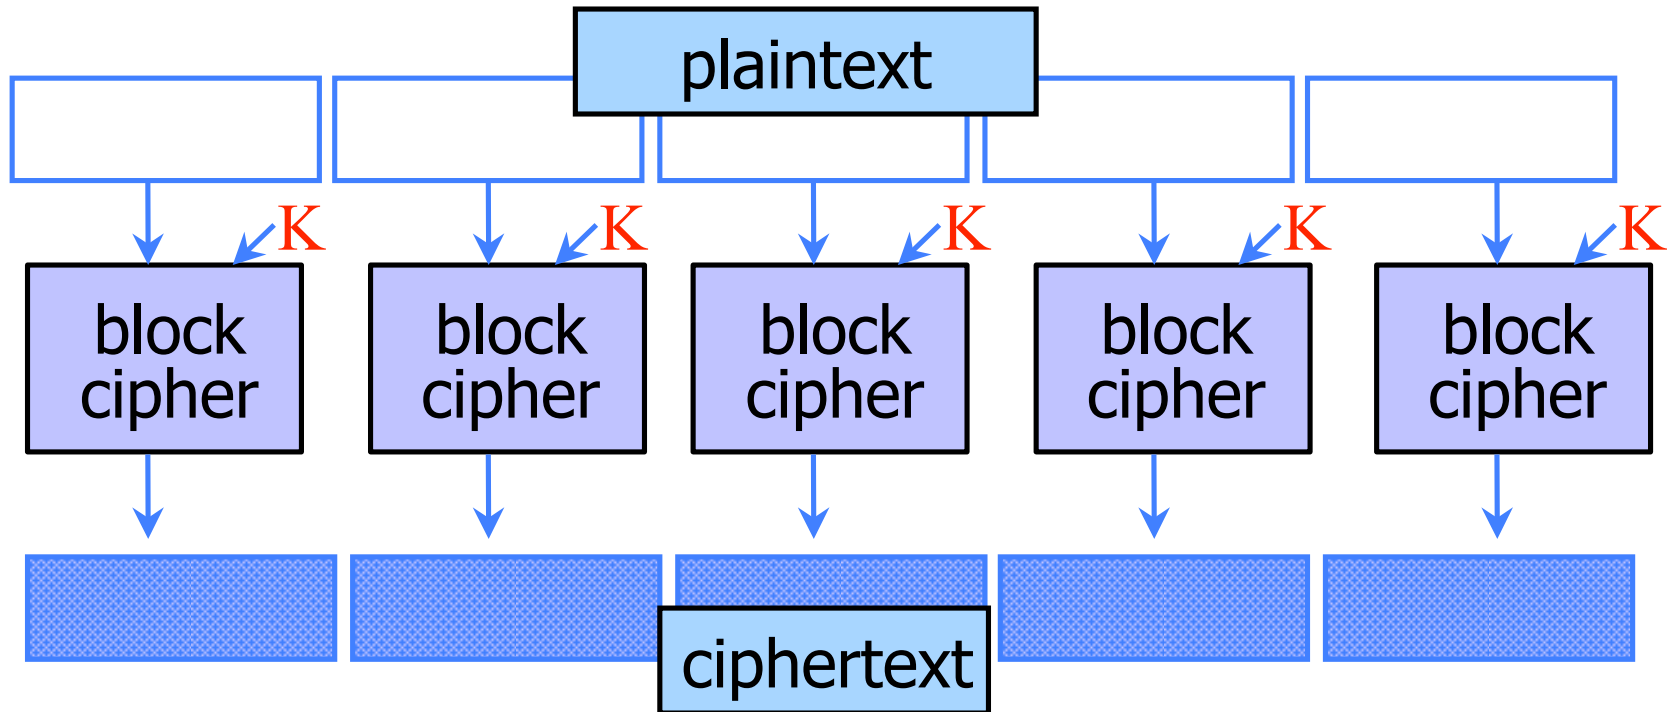 plaintext
K
K
K
K
K
block
cipher
block
cipher
block
cipher
block
cipher
block
cipher
ciphertext